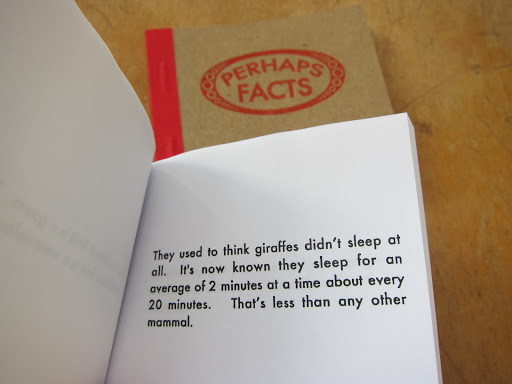 PERHAPS
FACTS
They used to think giraffes didn't sleep at
all. It's now known they sleep for an
average of 2 minutes at a time about every
20 minutes. That's less than any other
mammal.